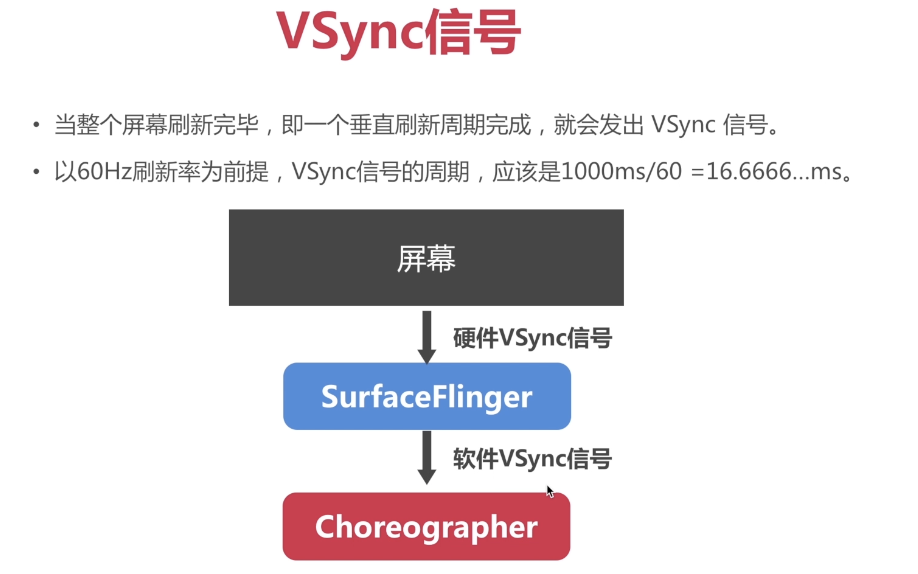 VSync信号
• 当整个屏幕刷新完毕，即一个垂直刷新周期完成，就会发出 VSync 信号。
• 以60Hz刷新率为前提，VSync信号的周期，应该是1000ms/60 =16.6666...ms。
屏幕
硬件VSync信号
SurfaceFlinger
软件VSync信号
Choreographer